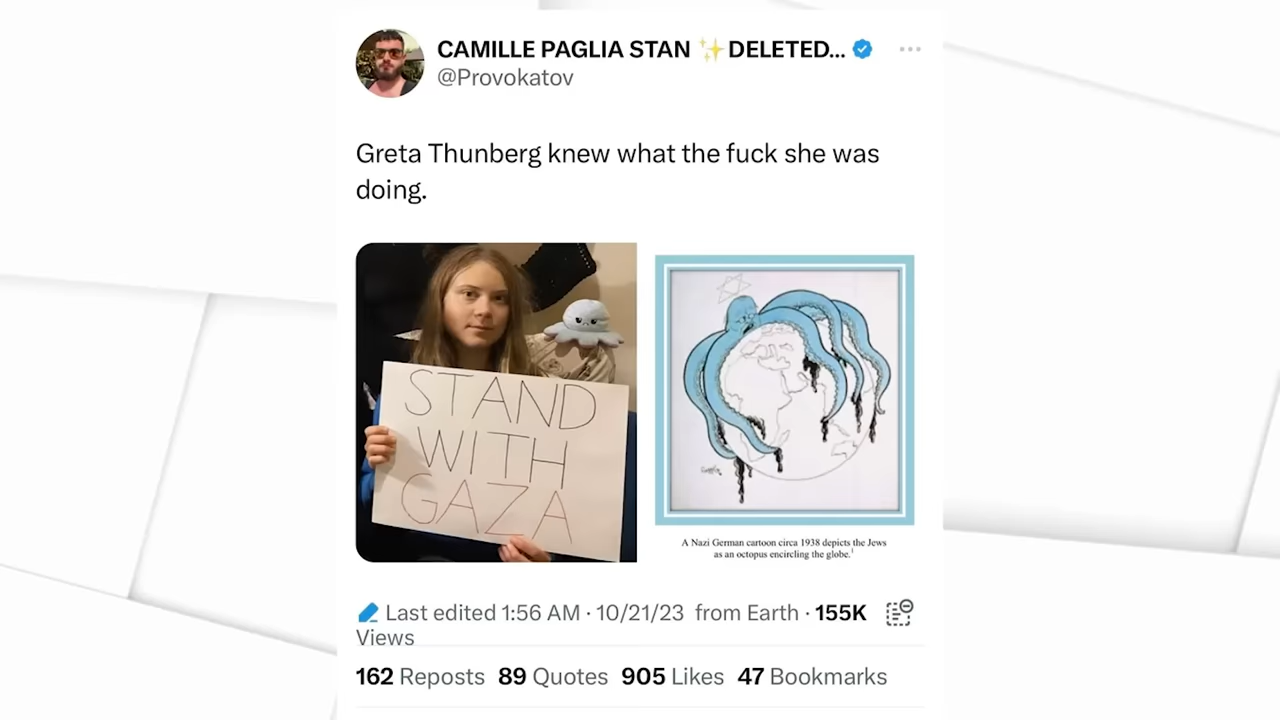 CAMILLE PAGLIA STAN ✨DELETED...
@Provokatov
Greta Thunberg knew what the fuck she was
doing.
STAND
WITH
GAZA
A Nazi German cartoon circa 1938 depicts the Jews
as an octopus encircling the globe.¹
Last edited 1:56 AM · 10/21/23 from Earth · 155K
Views
162 Reposts 89 Quotes 905 Likes 47 Bookmarks